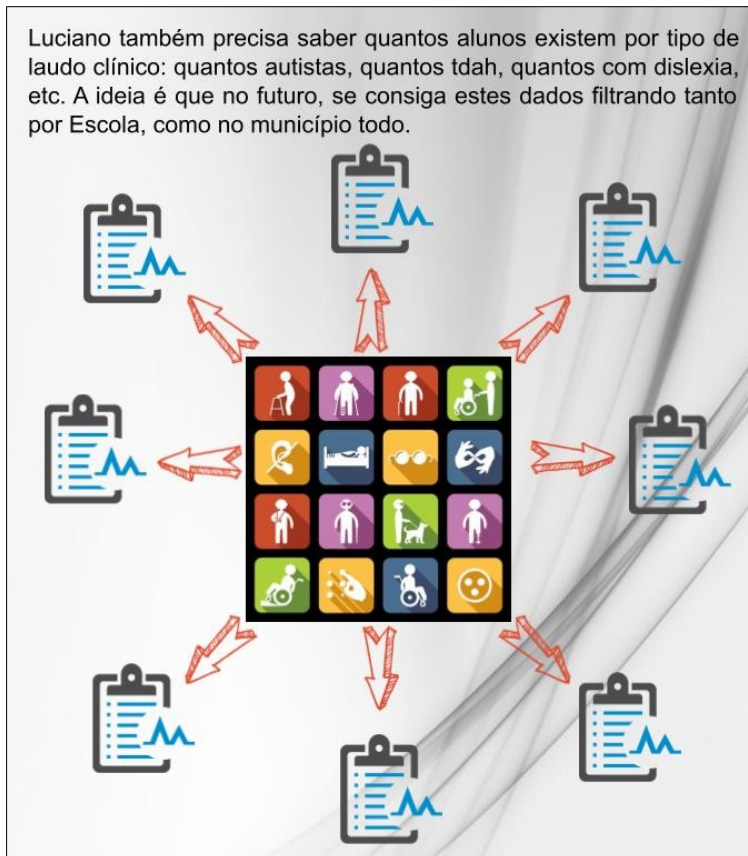 Luciano também precisa saber quantos alunos existem por tipo de
laudo clínico: quantos autistas, quantos tdah, quantos com dislexia,
etc. A ideia é que no futuro, se consiga estes dados filtrando tanto
por Escola, como no município todo.